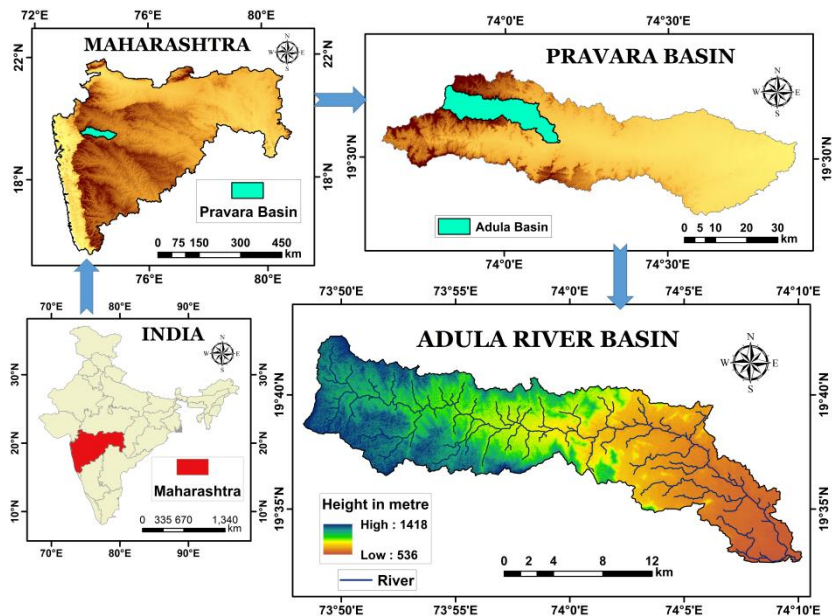 72°E 76°E 80°E
MAHARASHTRA
N
W E
S
22°N
18°N
22°N
18°N
Pravara Basin
0 75 150 300 450
km
76°E 80°E
74°0'E 74°30'E
PRAVARA BASIN
N
W E
S
19°30'N
19°30'N
Adula Basin
0 5 10 20 30
km
74°0'E 74°30'E
70°E 80°E 90°E
INDIA
N
W E
S
30°N
20°N
10°N
30°N
20°N
10°N
Maharashtra
0 335 670 1,340
km
70°E 80°E 90°E
73°50'E 73°55'E 74°0'E 74°5'E 74°10'E
ADULA RIVER BASIN
N
W E
S
19°40'N
19°35'N
19°40'N
19°35'N
Height in metre
High : 1418
Low : 536
River
0 2 4 8 12
km
73°50'E 73°55'E 74°0'E 74°5'E 74°10'E